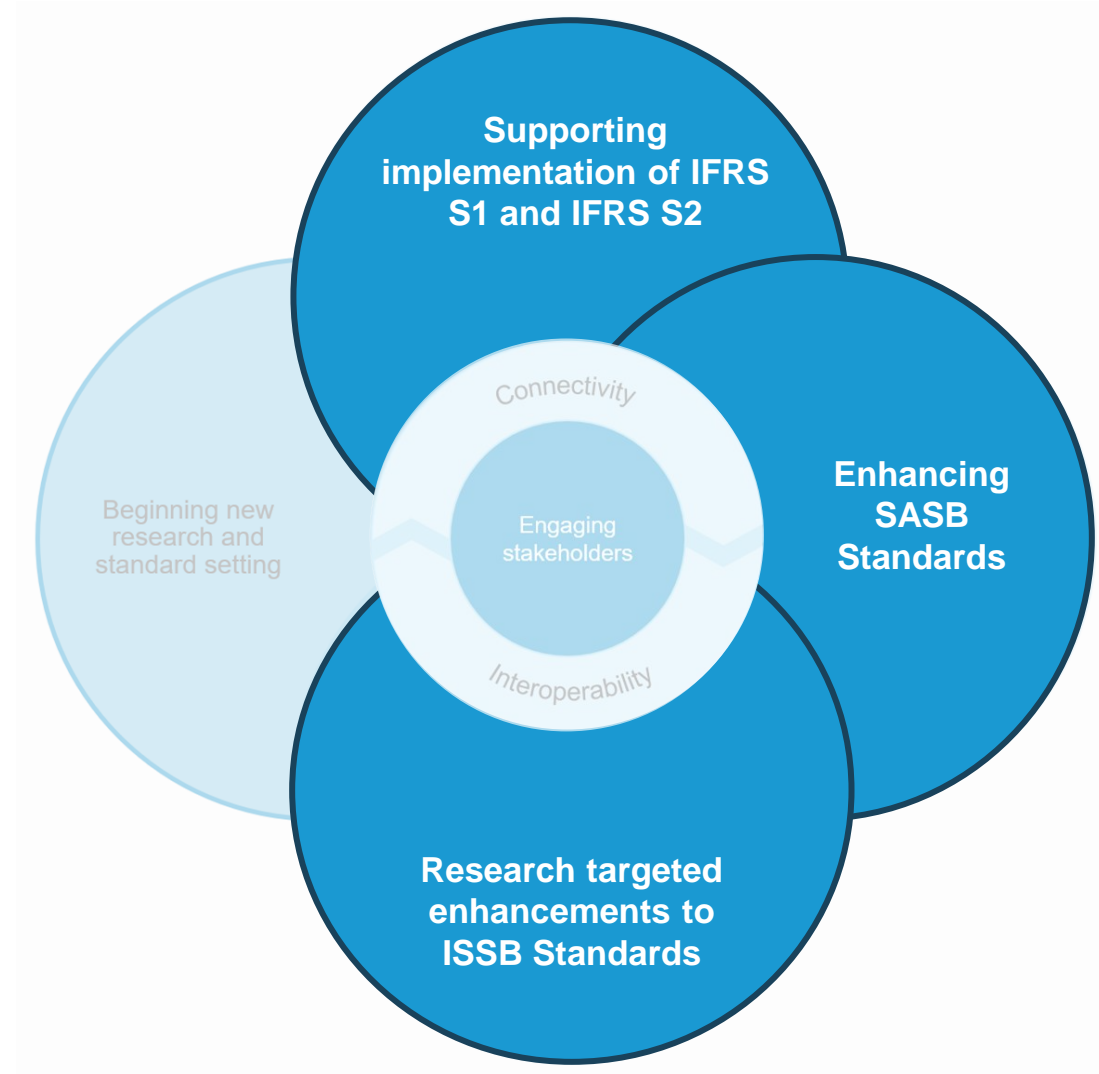 Supporting
implementation of IFRS
S1 and IFRS S2
Connectivity
Enhancing
SASB
Standards
Beginning new
research and
standard setting
Engaging
stakeholders
Interoperability
Research targeted
enhancements to
ISSB Standards